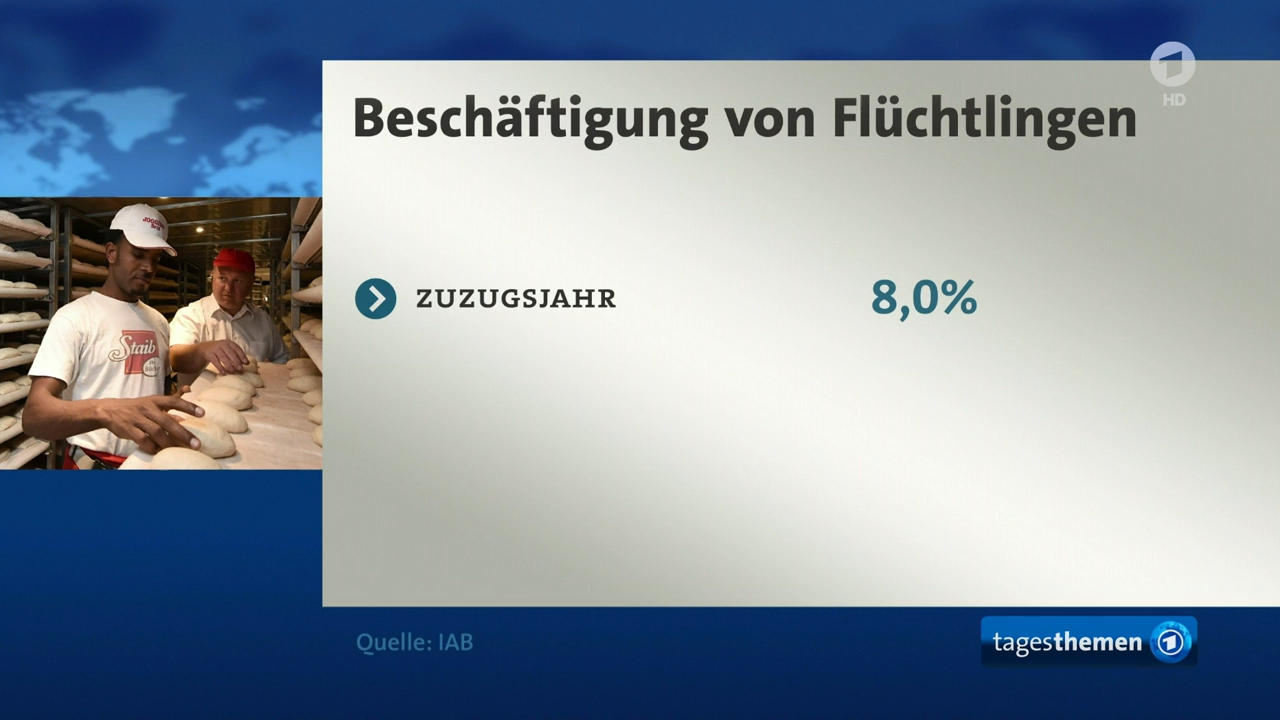 Beschäftigung von Flüchtlingen
HD
ZUZUGSJAHR 8,0%
Staib
Quelle: IAB
tagesthemen